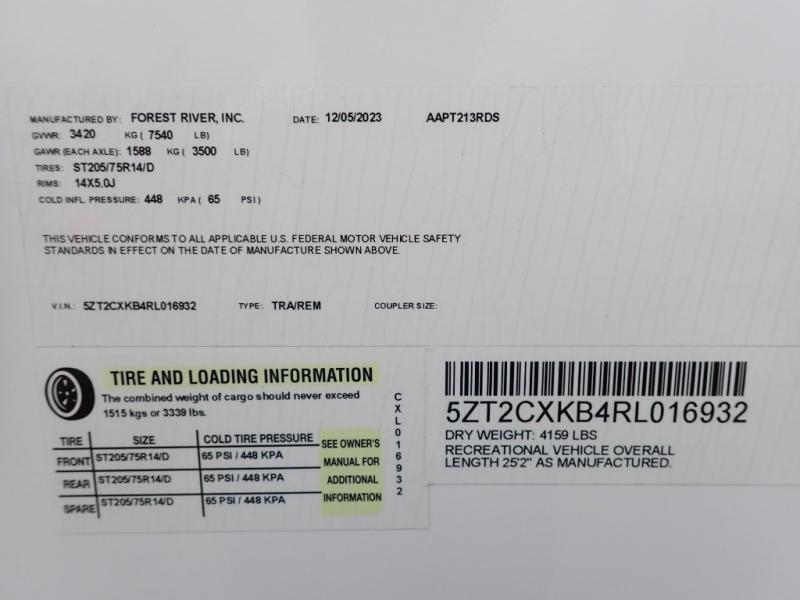 MANUFACTURED BY: FOREST RIVER, INC. DATE: 12/05/2023 AAPT213RDS
GVWR: 3420 KG ( 7540 LB)
GAWR (EACH AXLE): 1588 KG ( 3500 LB)
TIRES: ST205/75R14/D
RIMS: 14X5.0J
COLD INFL. PRESSURE: 448 KPA ( 65 PSI )
THIS VEHICLE CONFORMS TO ALL APPLICABLE U.S. FEDERAL MOTOR VEHICLE SAFETY
STANDARDS IN EFFECT ON THE DATE OF MANUFACTURE SHOWN ABOVE.
V.I.N.: 5ZT2CXKB4RL016932 TYPE: TRA/REM COUPLER SIZE:
TIRE AND LOADING INFORMATION
The combined weight of cargo should never exceed
1515 kgs or 3339 lbs.
TIRE SIZE COLD TIRE PRESSURE
FRONT ST205/75R14/D 65 PSI / 448 KPA
REAR ST205/75R14/D 65 PSI / 448 KPA
SPARE ST205/75R14/D 65 PSI / 448 KPA
SEE OWNER'S
MANUAL FOR
ADDITIONAL
INFORMATION
CXL016932
5ZT2CXKB4RL016932
DRY WEIGHT: 4159 LBS
RECREATIONAL VEHICLE OVERALL
LENGTH 25'2" AS MANUFACTURED.